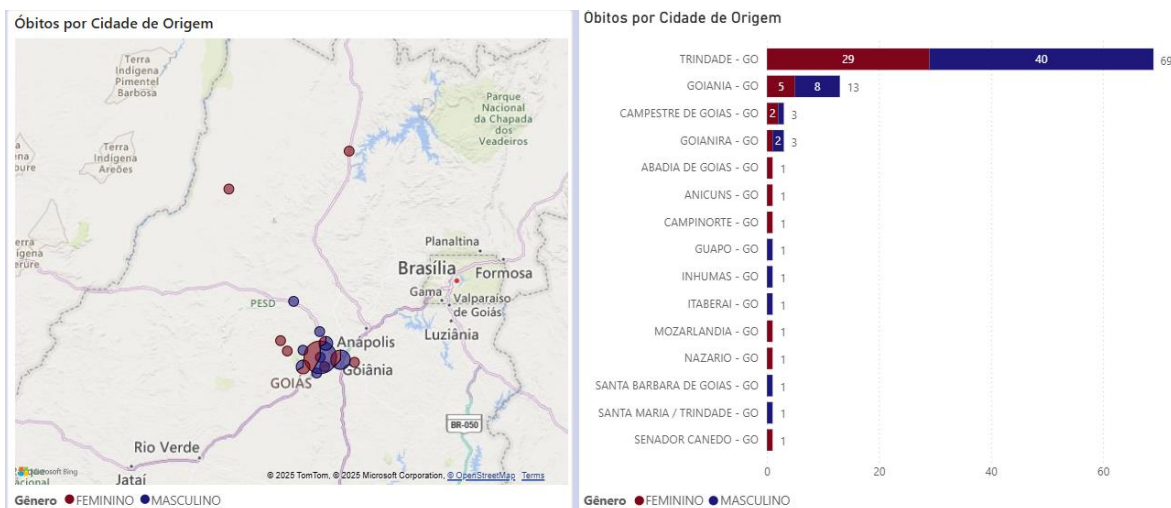 Óbitos por Cidade de Origem
Terra
Indígena
Pimentel
Barbosa
Parque
Nacional
da Chapada
dos
Veadeiros
Terra
Indígena
Areões
Planaltina
Brasília
Formosa
Gama
Valparaíso
de Goiás
Luziânia
PESD
Anápolis
Goiânia
GOIÁS
BR-050
Rio Verde
Jataí
Microsoft Bing
© 2025 TomTom, © 2025 Microsoft Corporation, © OpenStreetMap Terms
Gênero FEMININO MASCULINO
Óbitos por Cidade de Origem
TRINDADE - GO 29 40 69
GOIANIA - GO 5 8 13
CAMPESTRE DE GOIAS - GO 2 3
GOIANIRA - GO 2 3
ABADIA DE GOIAS - GO 1
ANICUNS - GO 1
CAMPINORTE - GO 1
GUAPO - GO 1
INHUMAS - GO 1
ITABERAI - GO 1
MOZARLANDIA - GO 1
NAZARIO - GO 1
SANTA BARBARA DE GOIAS - GO 1
SANTA MARIA / TRINDADE - GO 1
SENADOR CANEDO - GO 1
0 20 40 60
Gênero FEMININO MASCULINO